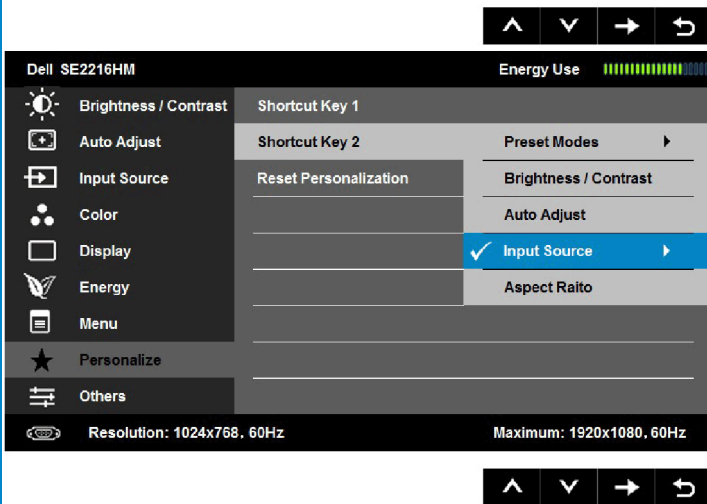 Dell SE2216HM Energy Use
Brightness / Contrast Shortcut Key 1
Auto Adjust Shortcut Key 2 Preset Modes
Input Source Reset Personalization Brightness / Contrast
Color Auto Adjust
Display Input Source
Energy Aspect Raito
Menu
Personalize
Others
Resolution: 1024x768, 60Hz Maximum: 1920x1080, 60Hz